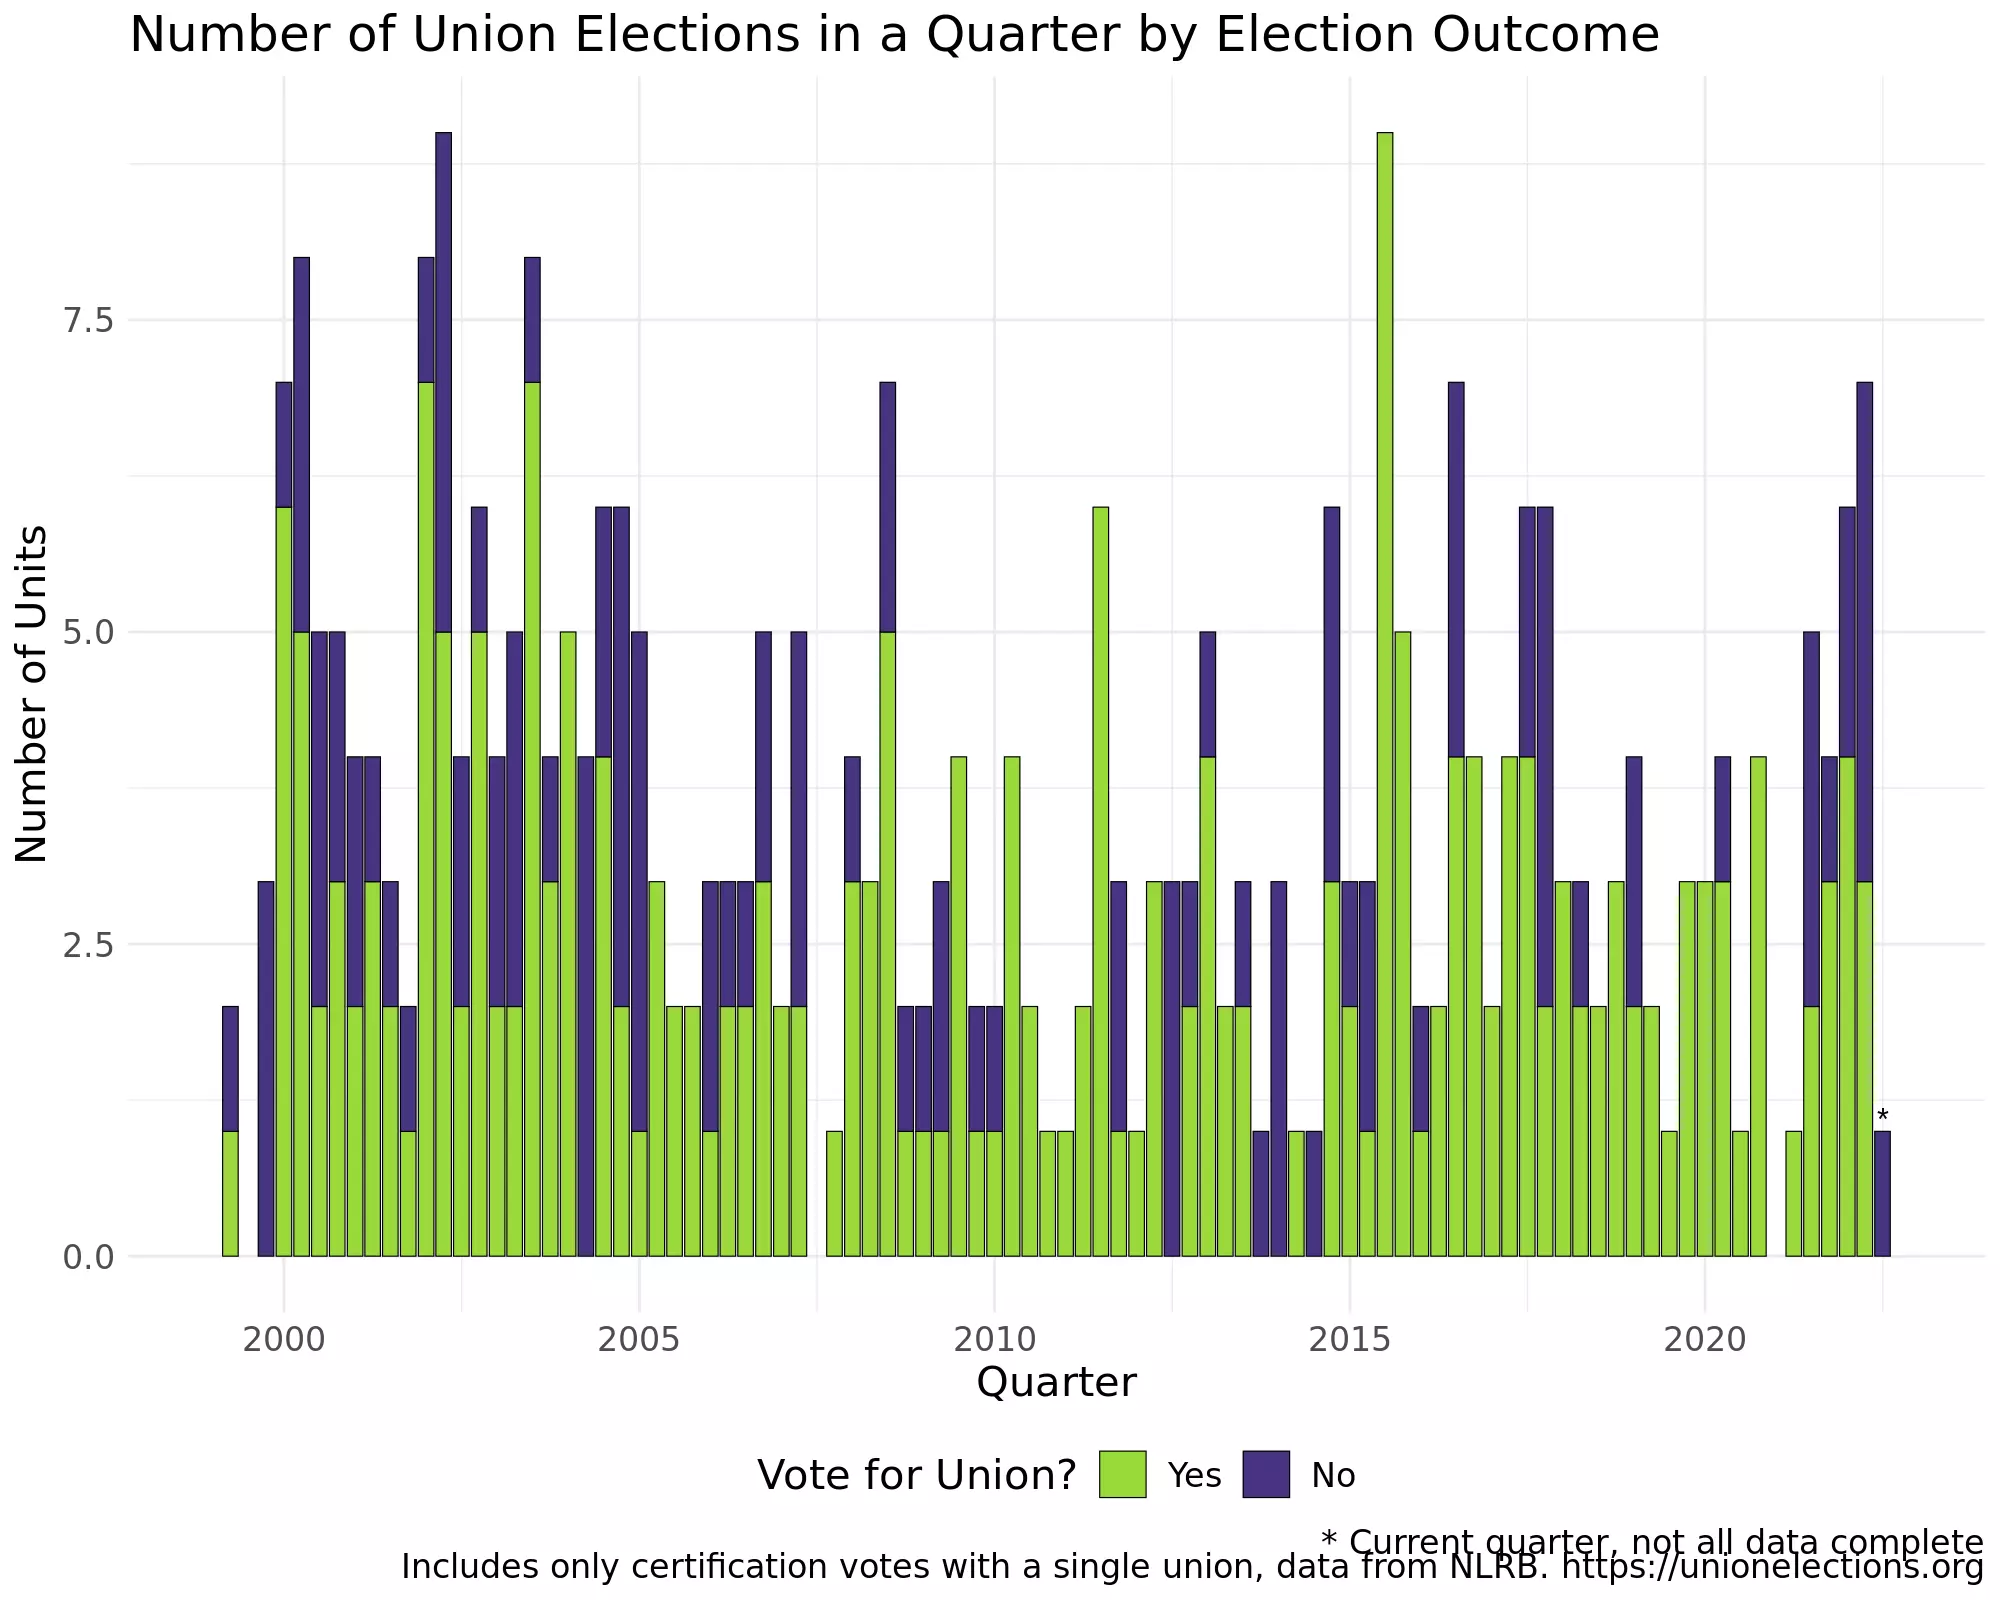 Number of Union Elections in a Quarter by Election Outcome
Number of Units
7.5
5.0
2.5
0.0
*
2000 2005 2010 2015 2020
Quarter
Vote for Union? Yes No
* Current quarter, not all data complete
Includes only certification votes with a single union, data from NLRB. https://unionelections.org